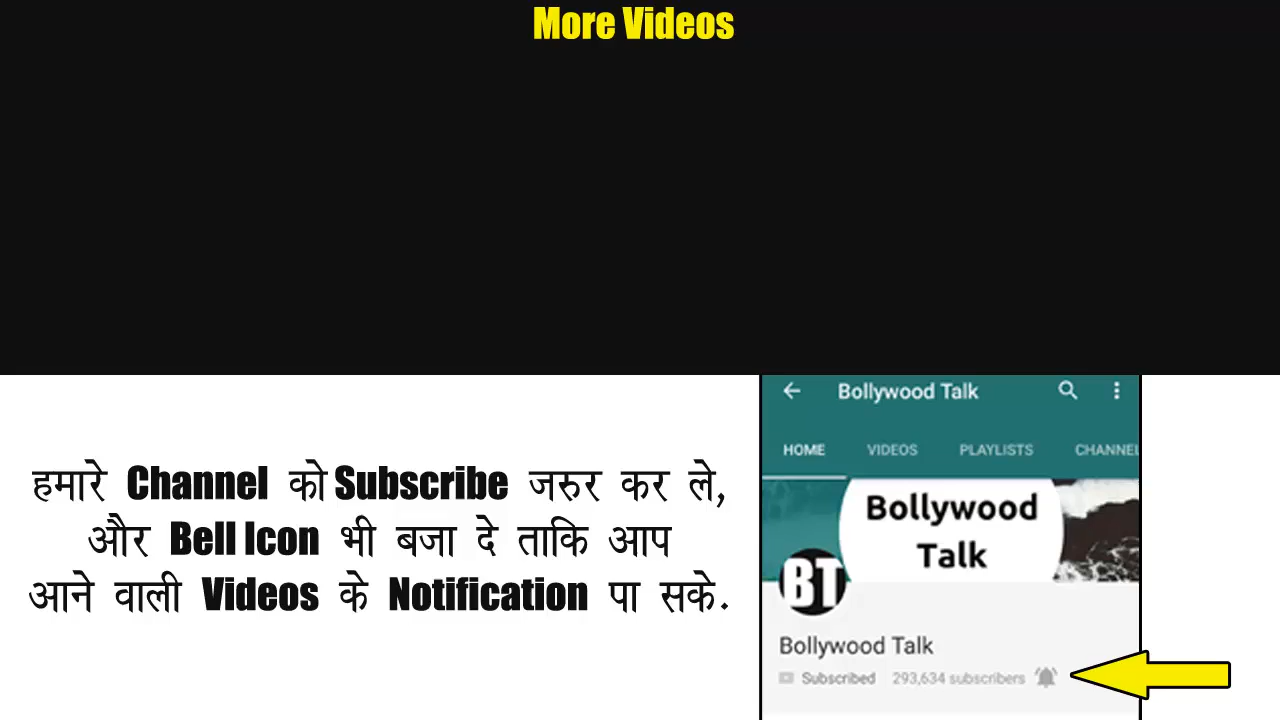 More Videos
हमारे Channel को Subscribe जरुर कर ले,
और Bell Icon भी बजा दे ताकि आप
आने वाली Videos के Notification पा सके.
Bollywood Talk
HOME VIDEOS PLAYLISTS CHANNEL
Bollywood
Talk
BT
Bollywood Talk
Subscribed 293,634 subscribers